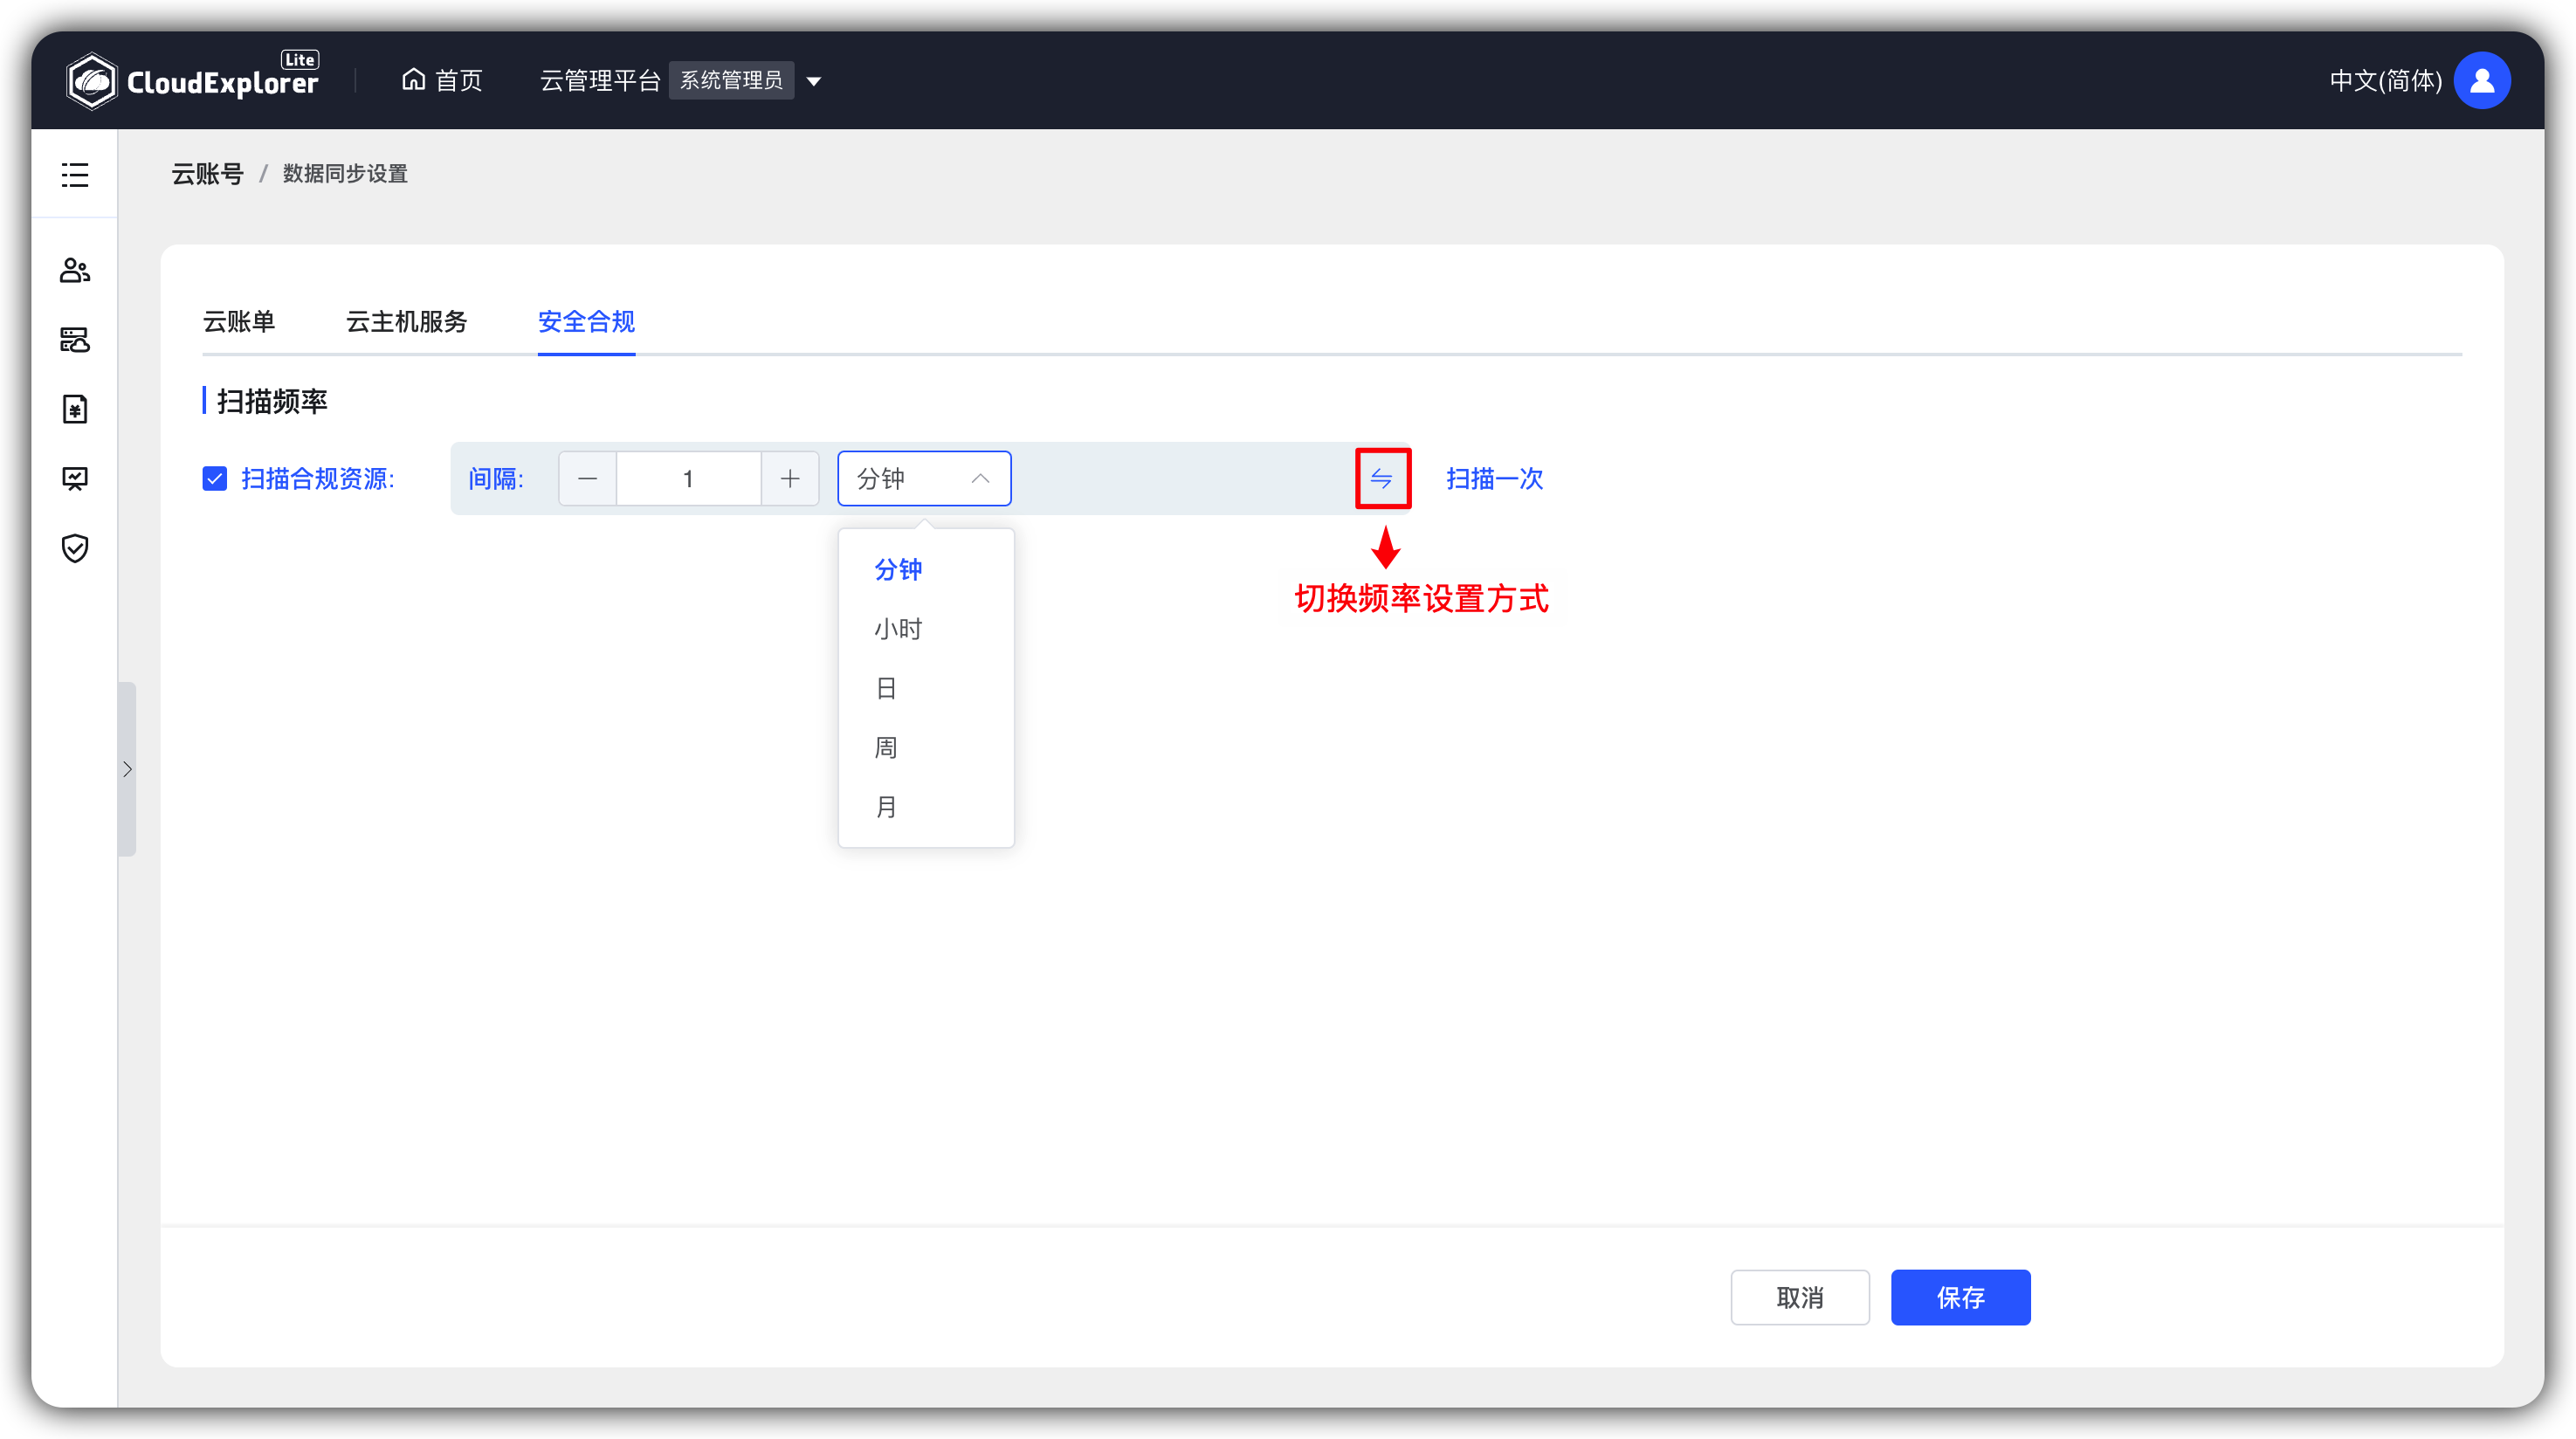 CloudExplorer Lite
首页
云管理平台 系统管理员
中文(简体)
云账号 / 数据同步设置
云账单 云主机服务 安全合规
扫描频率
扫描合规资源: 间隔: 1 分钟 扫描一次
分钟
小时
日
周
月
切换频率设置方式
取消 保存